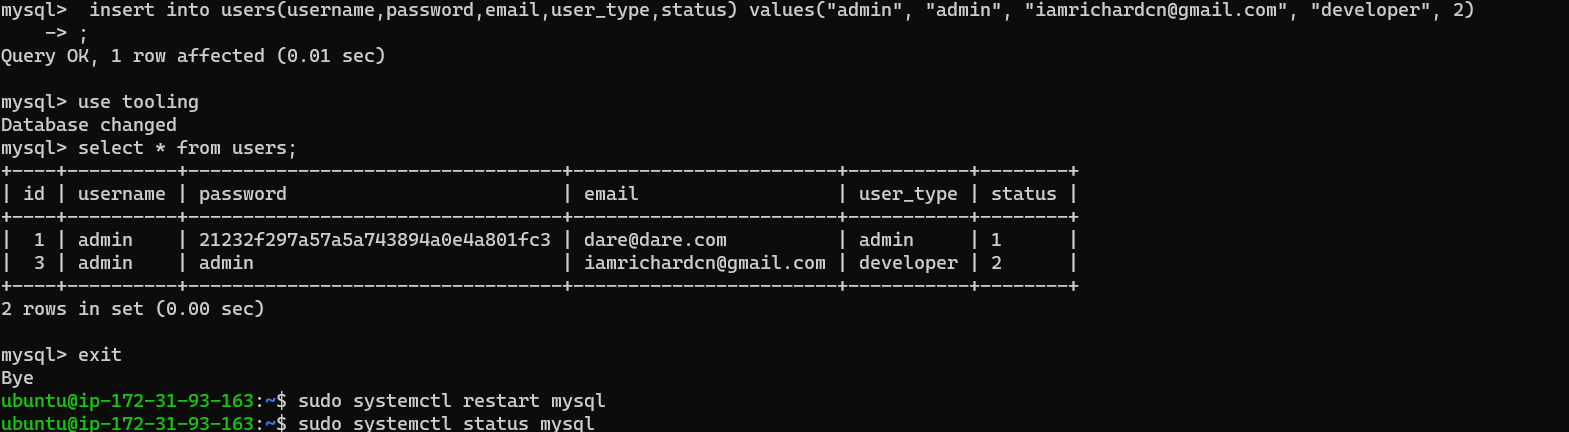 mysql>  insert into users(username,password,email,user_type,status) values("admin", "admin", "iamrichardcn@gmail.com", "developer", 2)
    -> ;
Query OK, 1 row affected (0.01 sec)
mysql> use tooling
Database changed
mysql> select * from users;
+----+----------+----------------------------------+------------------------+-----------+--------+
| id | username | password                         | email                  | user_type | status |
+----+----------+----------------------------------+------------------------+-----------+--------+
|  1 | admin    | 21232f297a57a5a743894a0e4a801fc3 | dare@dare.com          | admin     | 1      |
|  3 | admin    | admin                            | iamrichardcn@gmail.com | developer | 2      |
+----+----------+----------------------------------+------------------------+-----------+--------+
2 rows in set (0.00 sec)
mysql> exit
Bye
ubuntu@ip-172-31-93-163:~$ sudo systemctl restart mysql
ubuntu@ip-172-31-93-163:~$ sudo systemctl status mysql